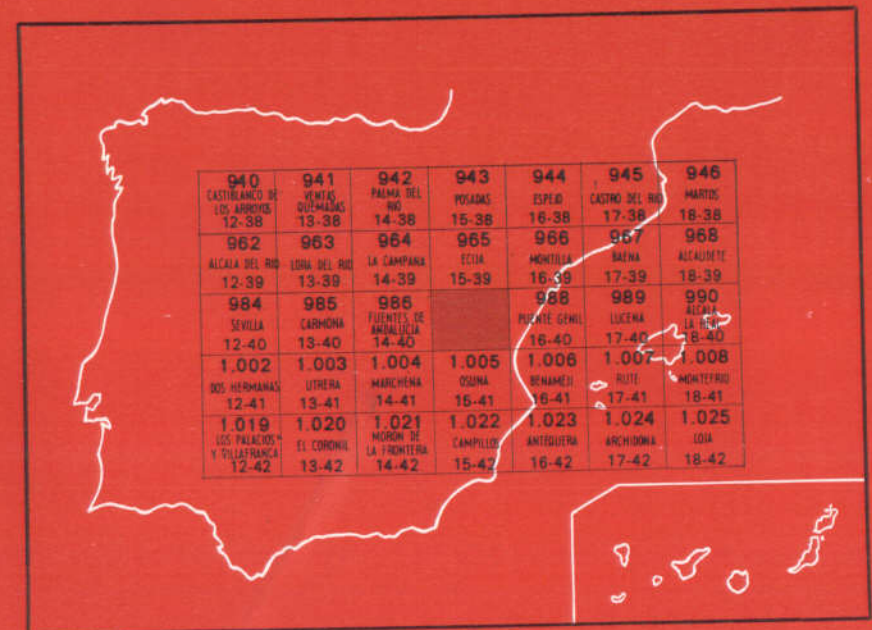 940 941 942 943 944 945 946
CASTILBLANCO DE LOS ARROYOS VENTAS QUEMADAS PALMA DEL RIO POSADAS ESPEJO CASTRO DEL RIO MARTOS
12-38 13-38 14-38 15-38 16-38 17-38 18-38
962 963 964 965 966 967 968
ALCALA DEL RIO LORA DEL RIO LA CAMPANA ECIJA MONTILLA BAENA ALCAUDETE
12-39 13-39 14-39 15-39 16-39 17-39 18-39
984 985 986 988 989 990
SEVILLA CARMONA FUENTES DE ANDALUCIA PUENTE GENIL LUCENA ALCALA LA REAL
12-40 13-40 14-40 16-40 17-40 18-40
1.002 1.003 1.004 1.005 1.006 1.007 1.008
DOS HERMANAS UTRERA MARCHENA OSUNA BENAMEJI RUTE MONTEFRIO
12-41 13-41 14-41 15-41 16-41 17-41 18-41
1.019 1.020 1.021 1.022 1.023 1.024 1.025
LOS PALACIOS Y VILLAFRANCA EL CORONIL MORON DE LA FRONTERA CAMPILLOS ANTEQUERA ARCHIDONA LOJA
12-42 13-42 14-42 15-42 16-42 17-42 18-42